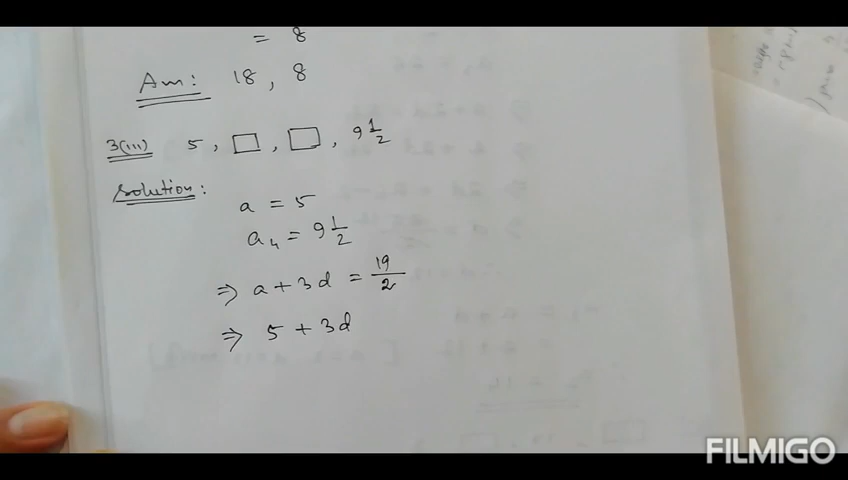 = 8
Ans: 18, 8
3(iii) 5, □, □, 9 1/2
Solution:
a = 5
a₄ = 9 1/2
⇒ a + 3d = 19/2
⇒ 5 + 3d
FILMIGO